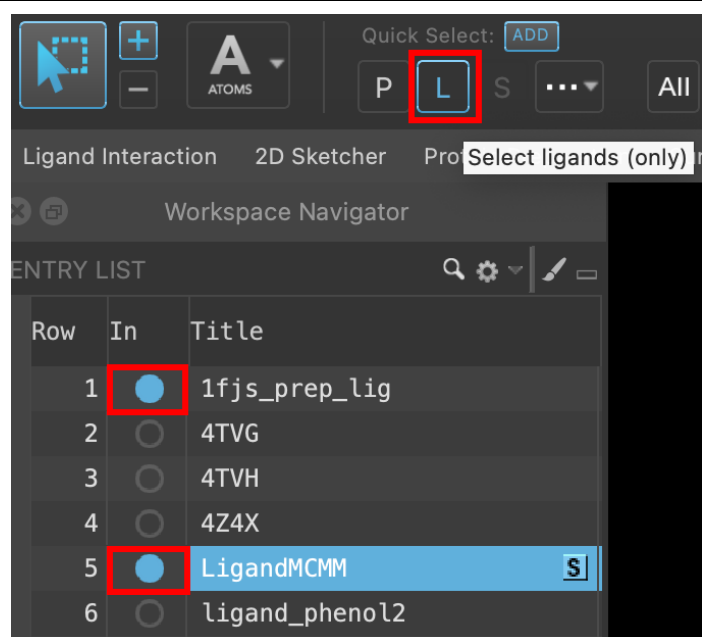 Quick Select: ADD
A
ATOMS
P L S ... All
Ligand Interaction 2D Sketcher
Select ligands (only)
Workspace Navigator
ENTRY LIST
Row In Title
1 1fjs_prep_lig
2 4TVG
3 4TVH
4 4Z4X
5 LigandMCMM S
6 ligand_phenol2